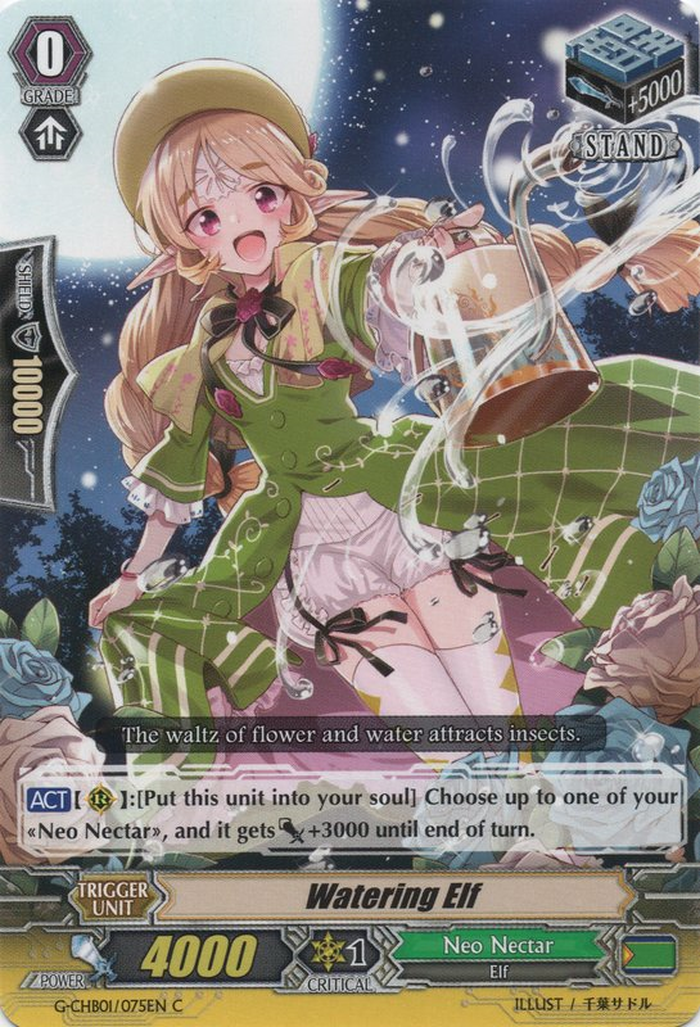 0
GRADE
+5000
STAND
SHIELD
10000
The waltz of flower and water attracts insects.
ACT [ R ]:[Put this unit into your soul] Choose up to one of your
«Neo Nectar», and it gets +3000 until end of turn.
TRIGGER
UNIT
Watering Elf
POWER
4000
1
CRITICAL
Neo Nectar
Elf
G-CHB01/075EN C
ILLUST / 千葉サドル